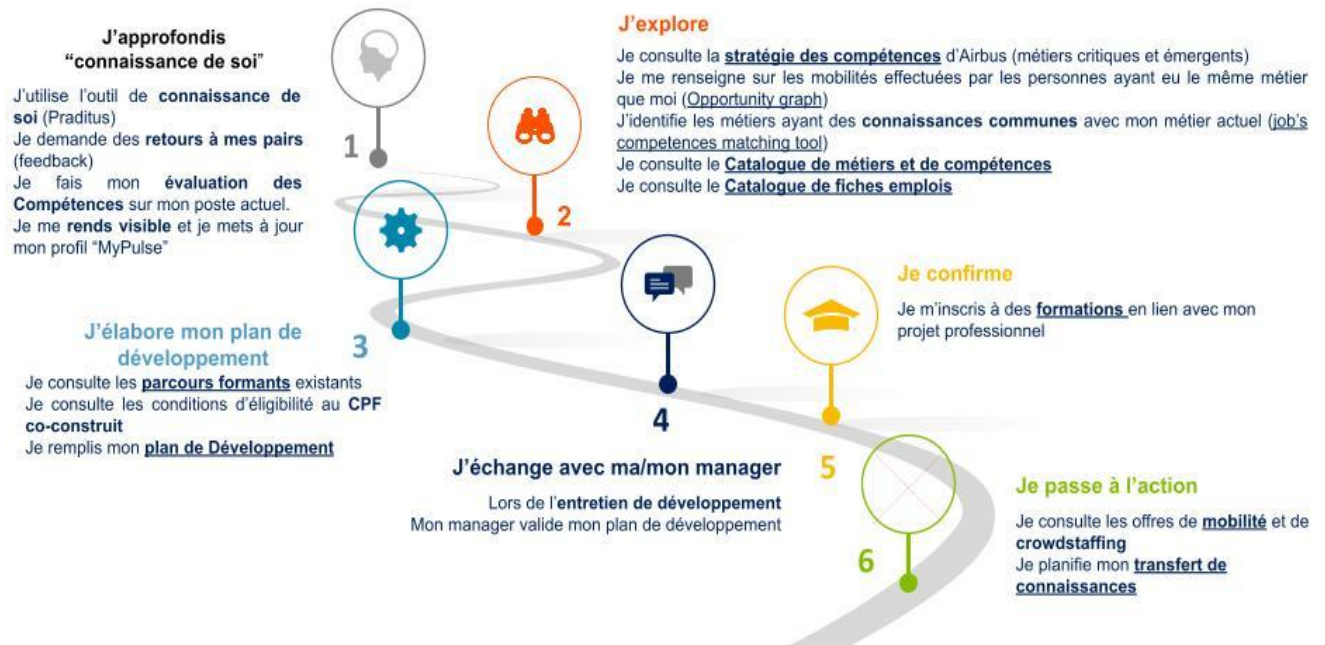 J'approfondis
“connaissance de soi”
J'utilise l'outil de connaissance de
soi (Praditus)
Je demande des retours à mes pairs
(feedback)
Je fais mon évaluation des
Compétences sur mon poste actuel.
Je me rends visible et je mets à jour
mon profil “MyPulse”
1
J'explore
Je consulte la stratégie des compétences d'Airbus (métiers critiques et émergents)
Je me renseigne sur les mobilités effectuées par les personnes ayant eu le même métier
que moi (Opportunity graph)
J'identifie les métiers ayant des connaissances communes avec mon métier actuel (job's
competences matching tool)
Je consulte le Catalogue de métiers et de compétences
Je consulte le Catalogue de fiches emplois
2
J'élabore mon plan de
développement
3
Je consulte les parcours formants existants
Je consulte les conditions d'éligibilité au CPF
co-construit
Je remplis mon plan de Développement
4
J'échange avec ma/mon manager
Lors de l'entretien de développement
Mon manager valide mon plan de développement
Je confirme
Je m'inscris à des formations en lien avec mon
projet professionnel
5
Je passe à l'action
Je consulte les offres de mobilité et de
crowdstaffing
Je planifie mon transfert de
connaissances
6